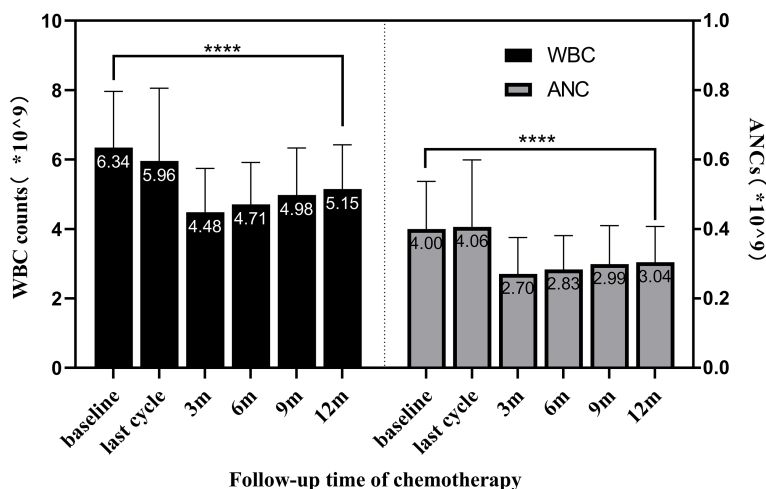 10
8
6
4
2
0
WBC counts( *10^9)
****
6.34
5.96
4.48
4.71
4.98
5.15
WBC
ANC
****
4.00
4.06
2.70
2.83
2.99
3.04
1.0
0.8
0.6
0.4
0.2
0.0
ANCs( *10^9)
baseline
last cycle
3m
6m
9m
12m
baseline
last cycle
3m
6m
9m
12m
Follow-up time of chemotherapy